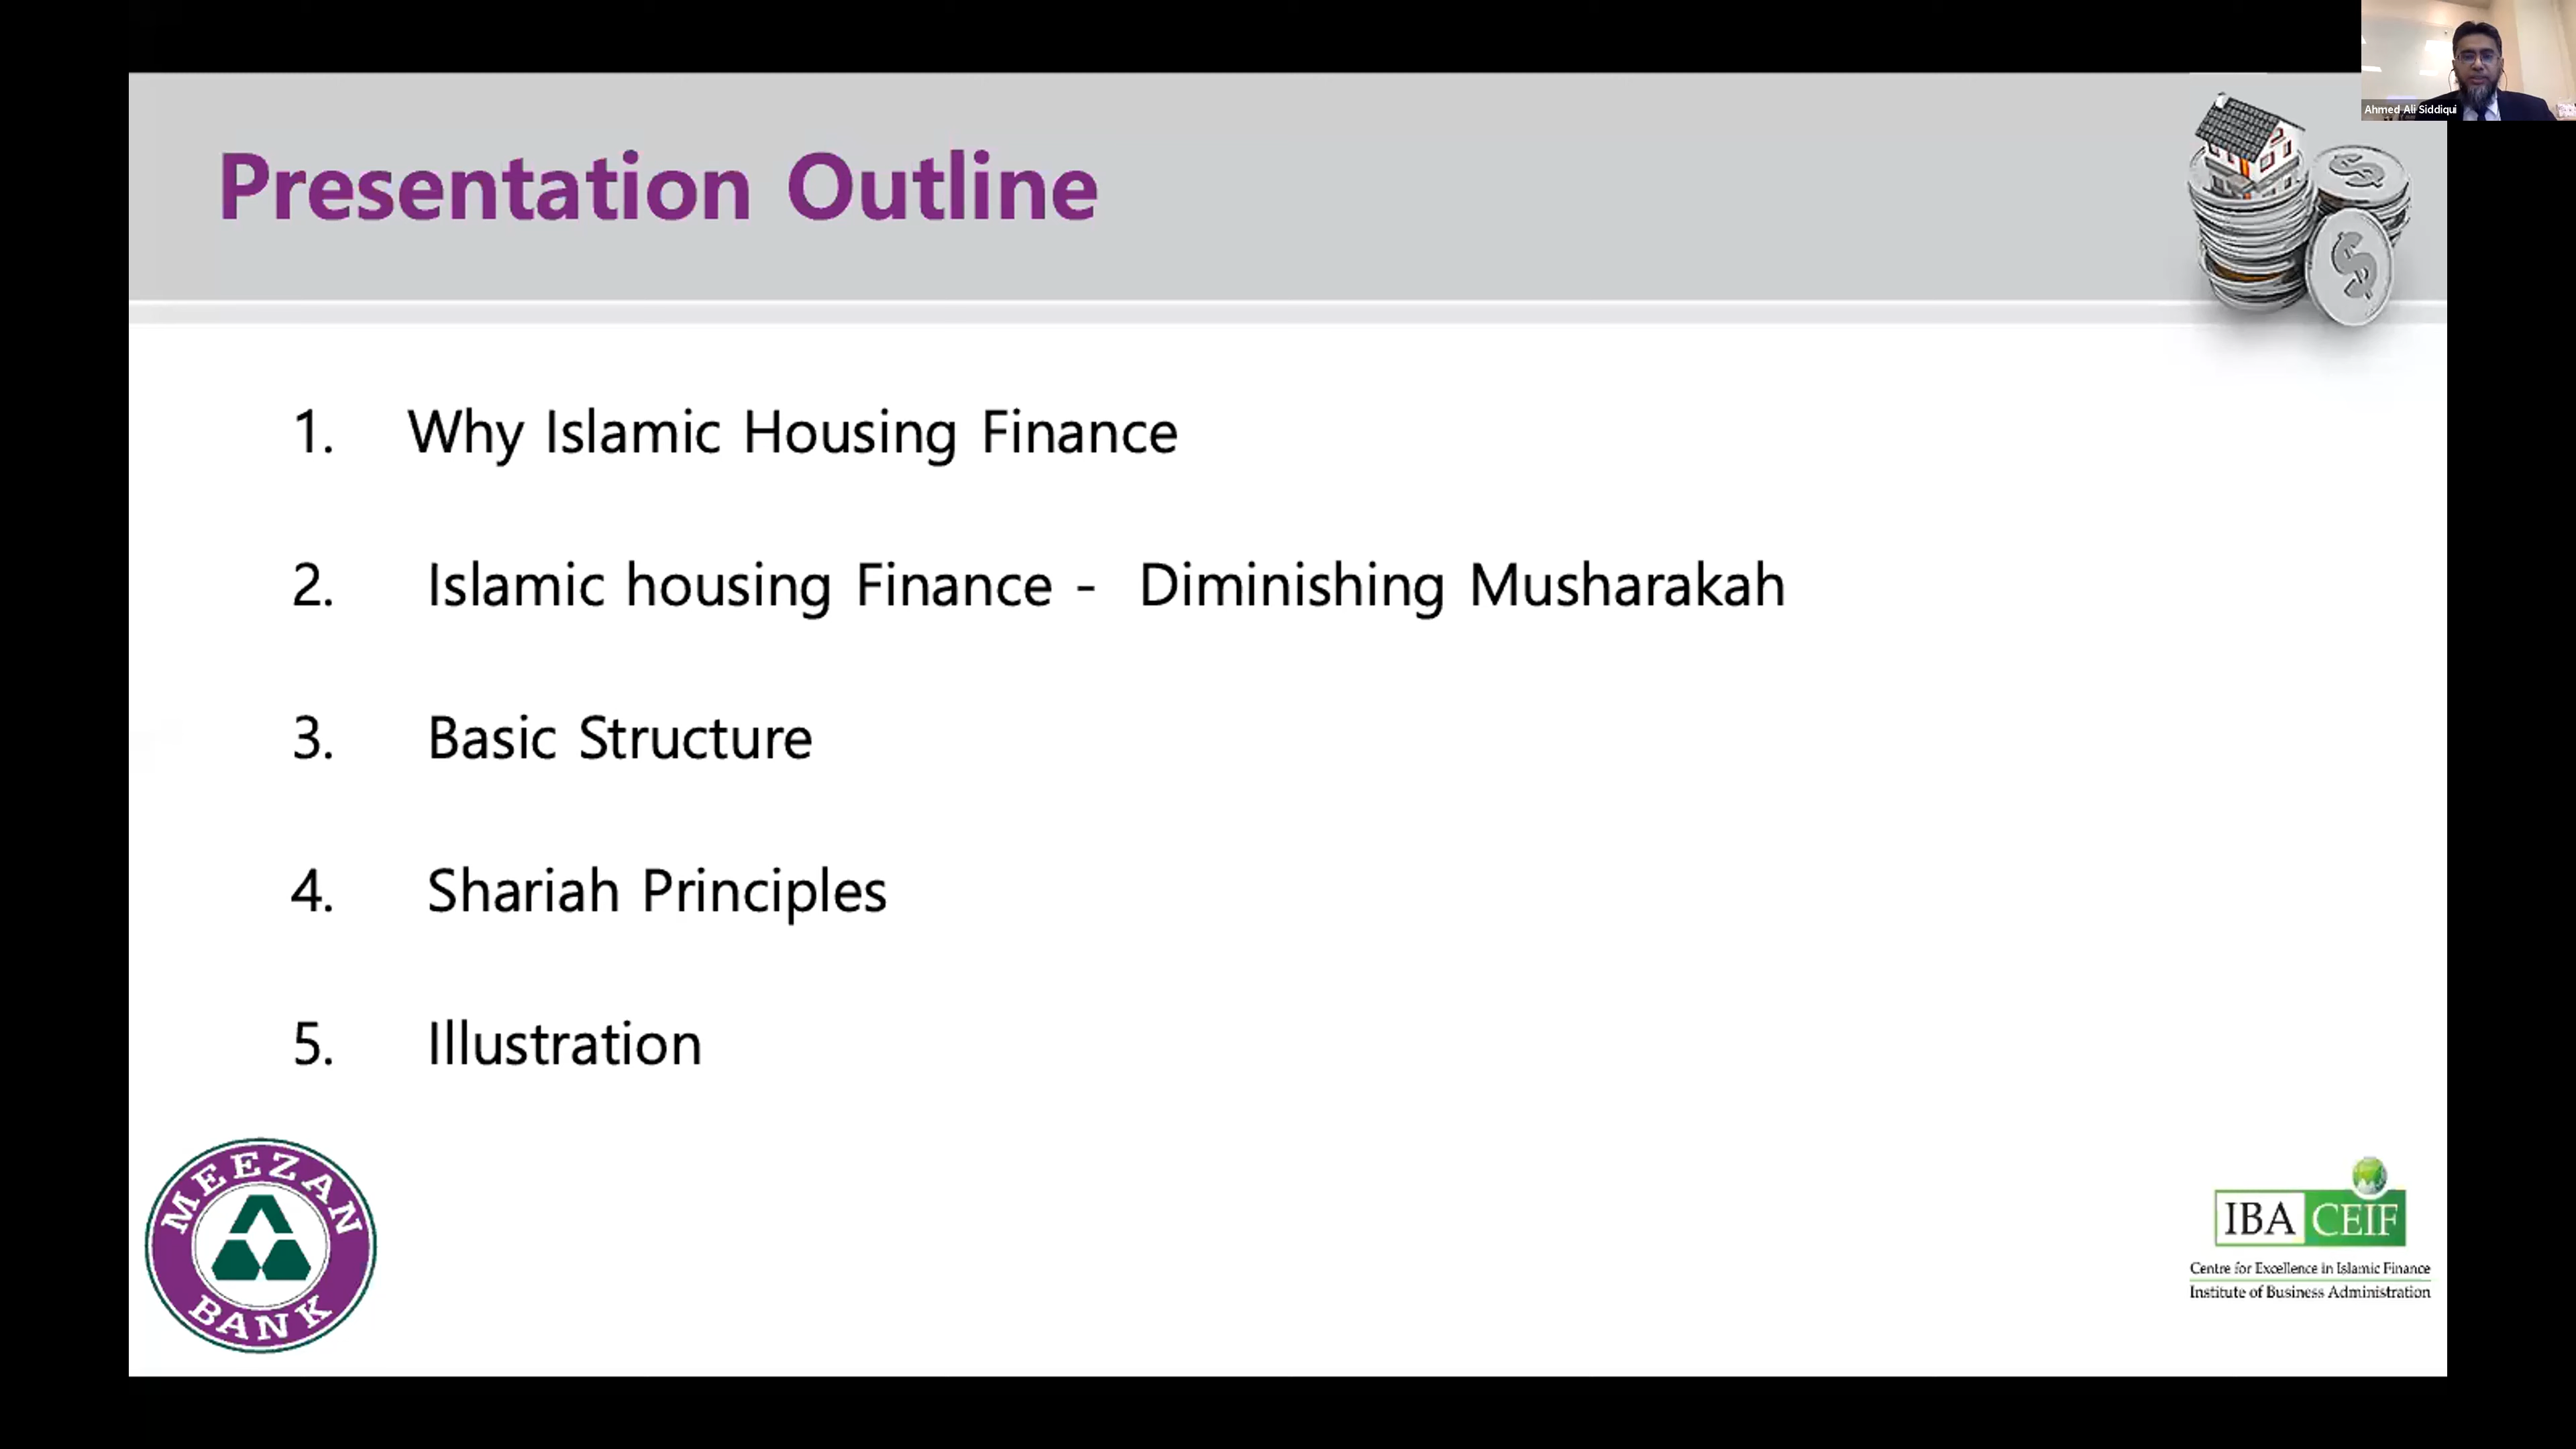 Ahmed Ali Siddiqui
Presentation Outline
1. Why Islamic Housing Finance
2. Islamic housing Finance - Diminishing Musharakah
3. Basic Structure
4. Shariah Principles
5. Illustration
MEEZAN
BANK
IBA CEIF
Centre for Excellence in Islamic Finance
Institute of Business Administration